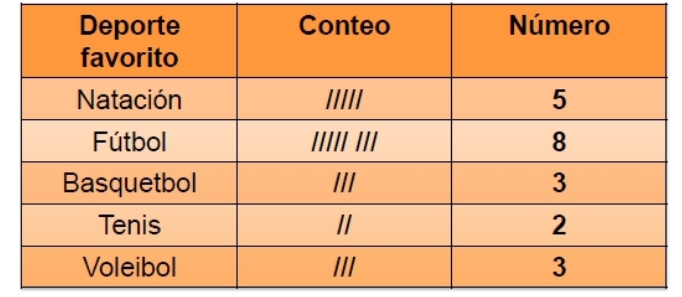 Deporte favorito Conteo Número
Natación ///// 5
Fútbol ///// /// 8
Basquetbol /// 3
Tenis // 2
Voleibol /// 3